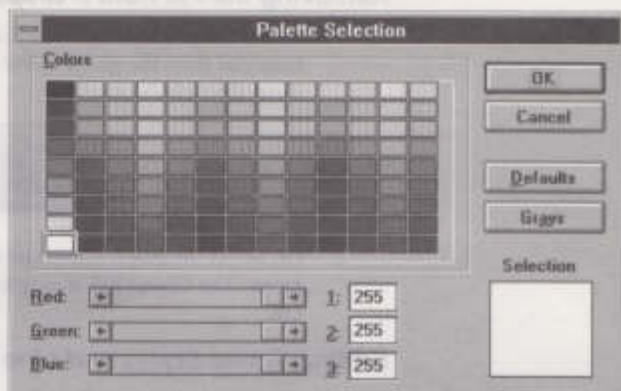 Palette Selection
Colors
OK
Cancel
Defaults
Grays
Selection
Red: 1: 255
Green: 2: 255
Blue: 3: 255